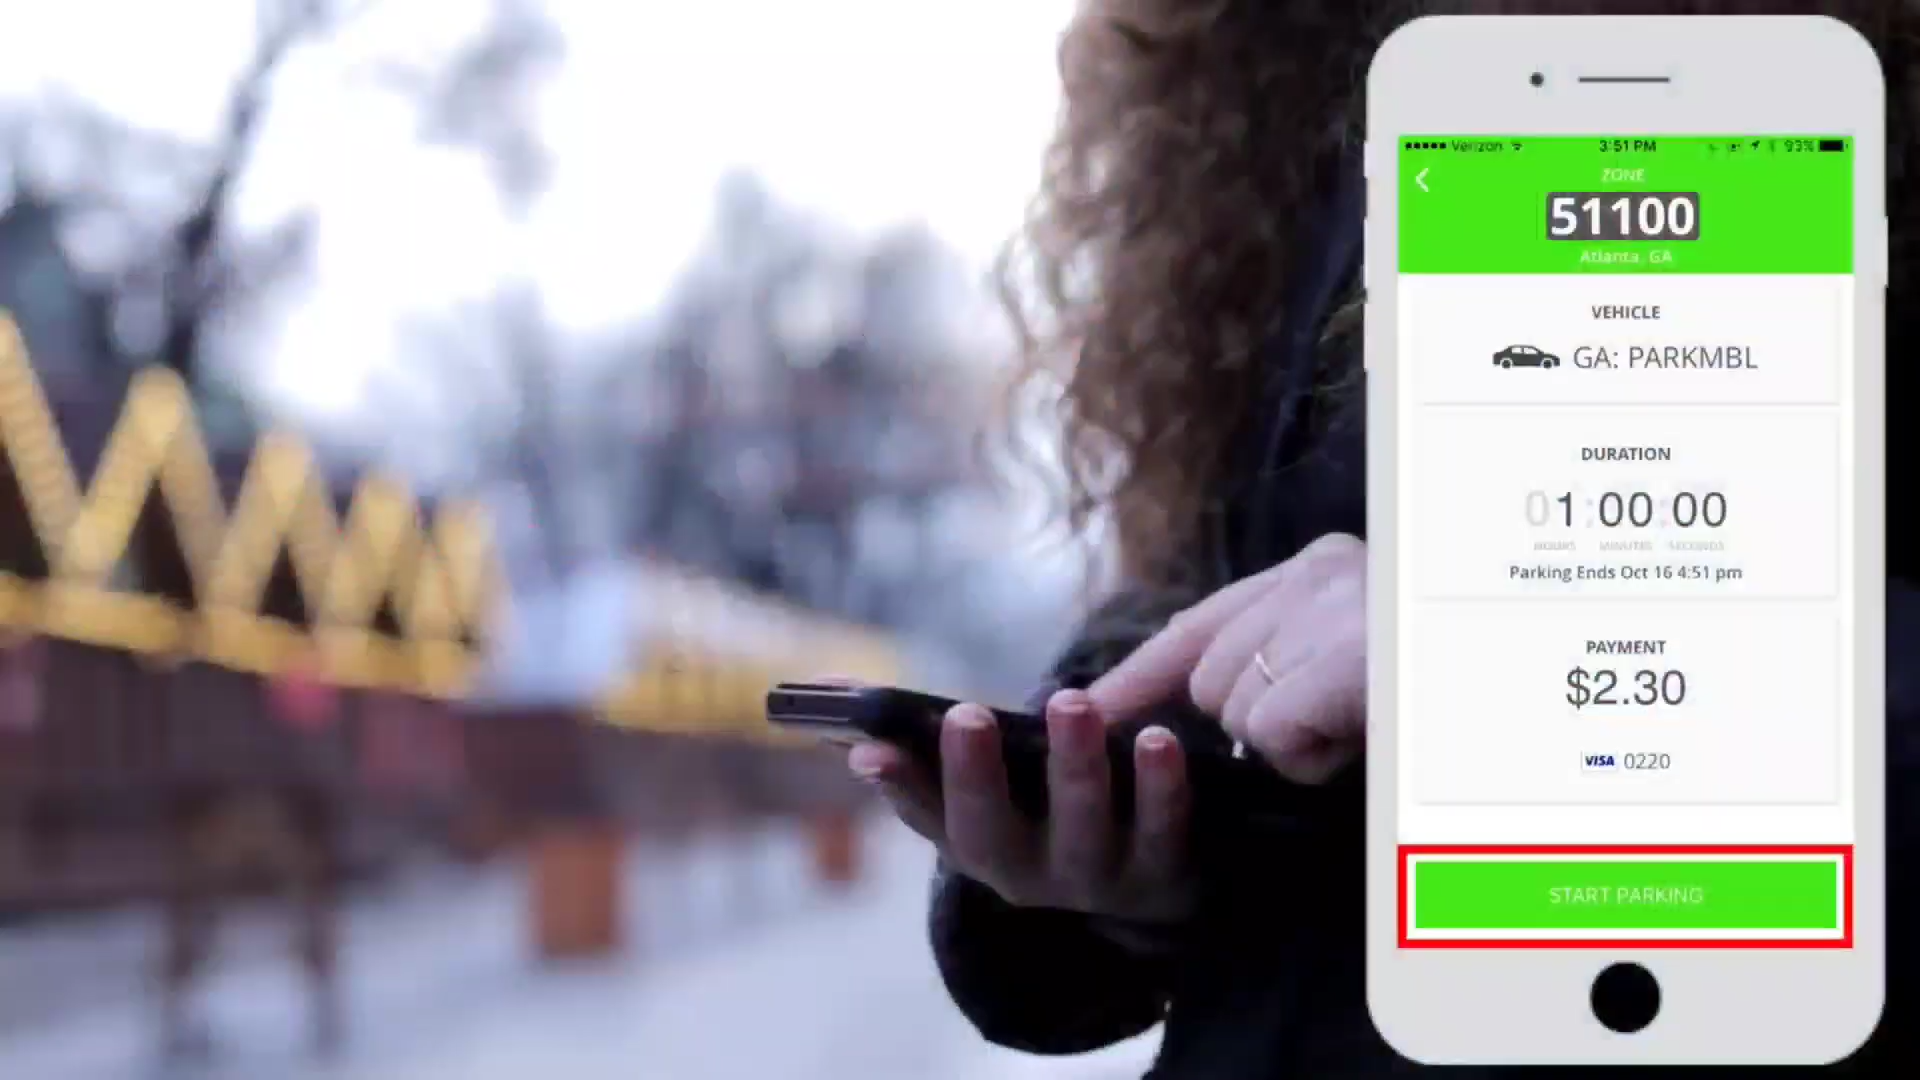 Verizon 3:51 PM 93%
ZONE
51100
Atlanta, GA
VEHICLE
GA: PARKMBL
DURATION
01:00:00
HOURS MINUTES SECONDS
Parking Ends Oct 16 4:51 pm
PAYMENT
$2.30
VISA 0220
START PARKING